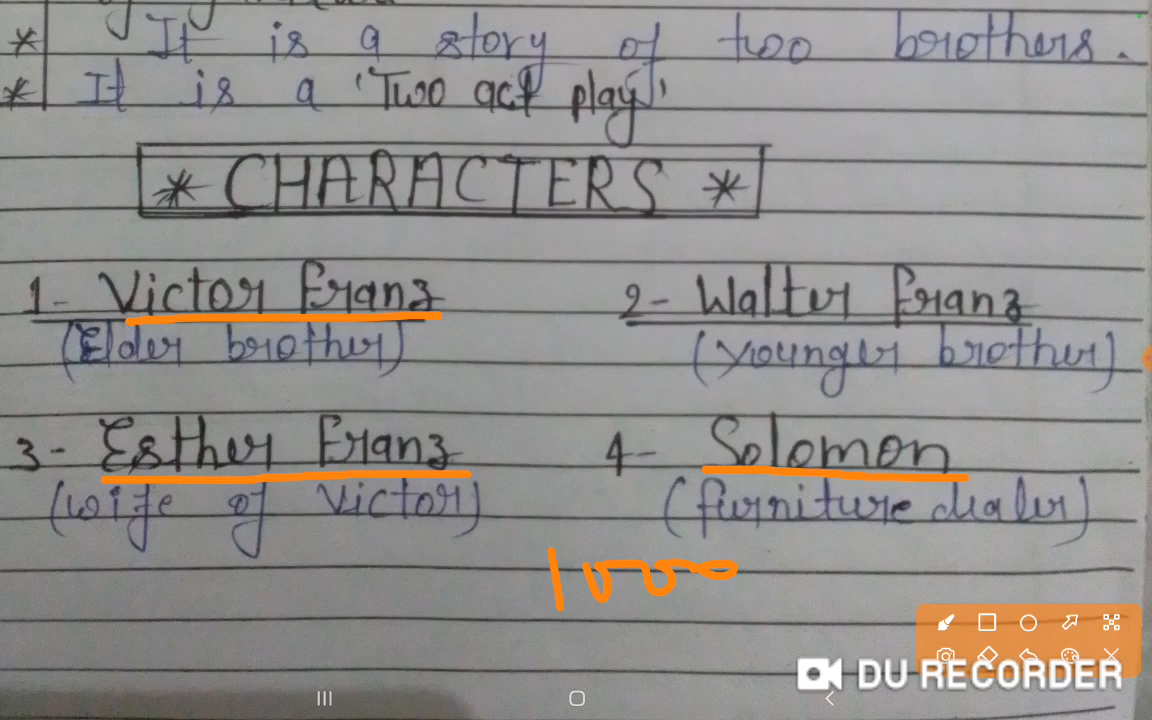 * It is a story of two brothers.
* It is a 'Two act play'
* CHARACTERS *
1- Victor Franz
(Elder brother)
2- Walter Franz
(younger brother)
3- Esther Franz
(wife of Victor)
4- Solomon
(furniture dialer)
1000
DU RECORDER